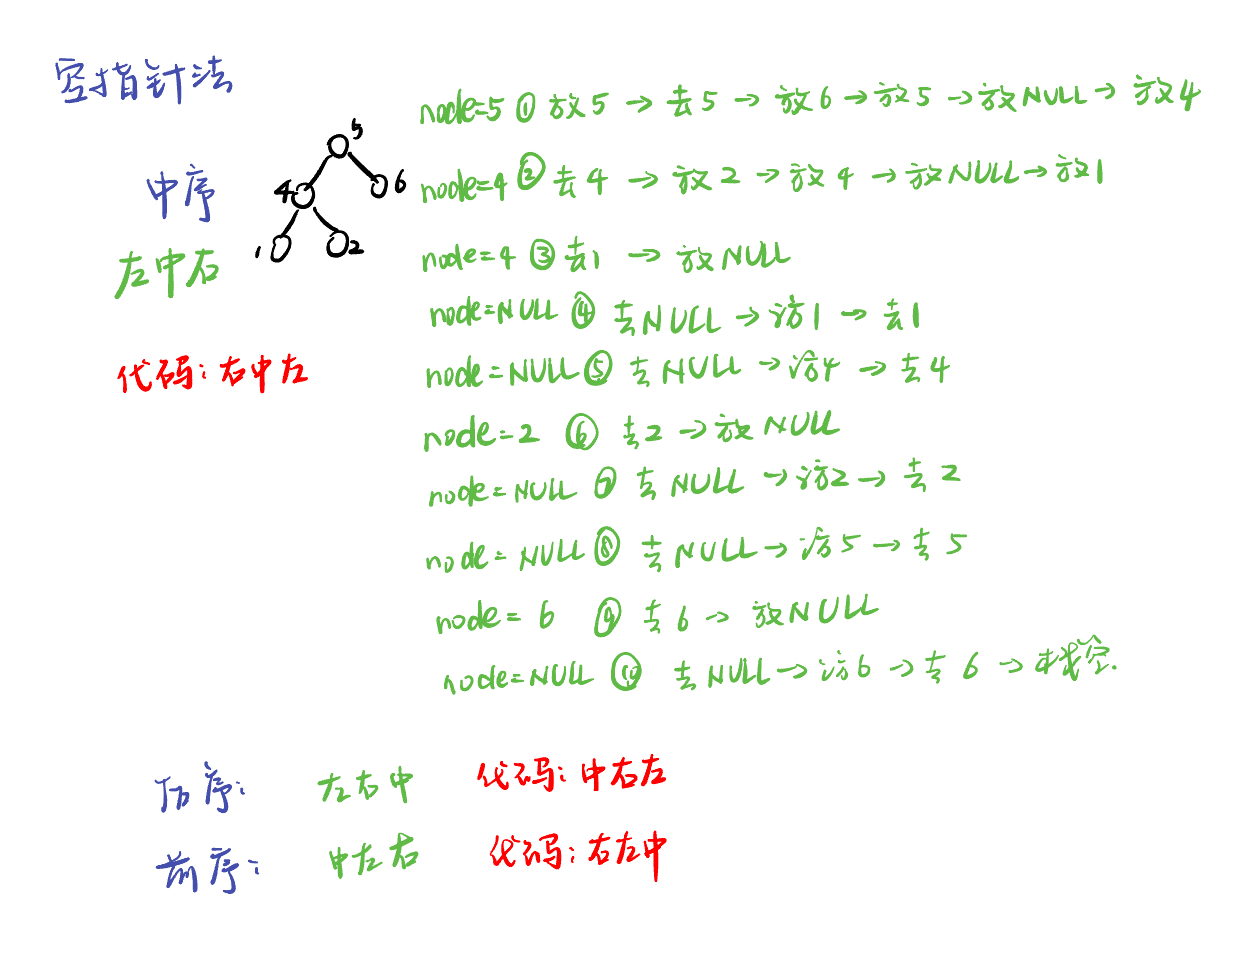 空指针法
中序
左中右
代码：右中左
5
4
6
1
2
node=5 ① 放5 → 去5 → 放6 → 放5 → 放NULL → 放4
node=4 ② 去4 → 放2 → 放4 → 放NULL → 放1
node=4 ③ 去1 → 放NULL
node=NULL ④ 去NULL → 访1 → 去1
node=NULL ⑤ 去NULL → 访4 → 去4
node=2 ⑥ 去2 → 放NULL
node=NULL ⑦ 去NULL → 访2 → 去2
node=NULL ⑧ 去NULL → 访5 → 去5
node=6 ⑨ 去6 → 放NULL
node=NULL ⑩ 去NULL → 访6 → 去6 → 栈空.
后序： 左右中 代码：中右左
前序： 中左右 代码：右左中